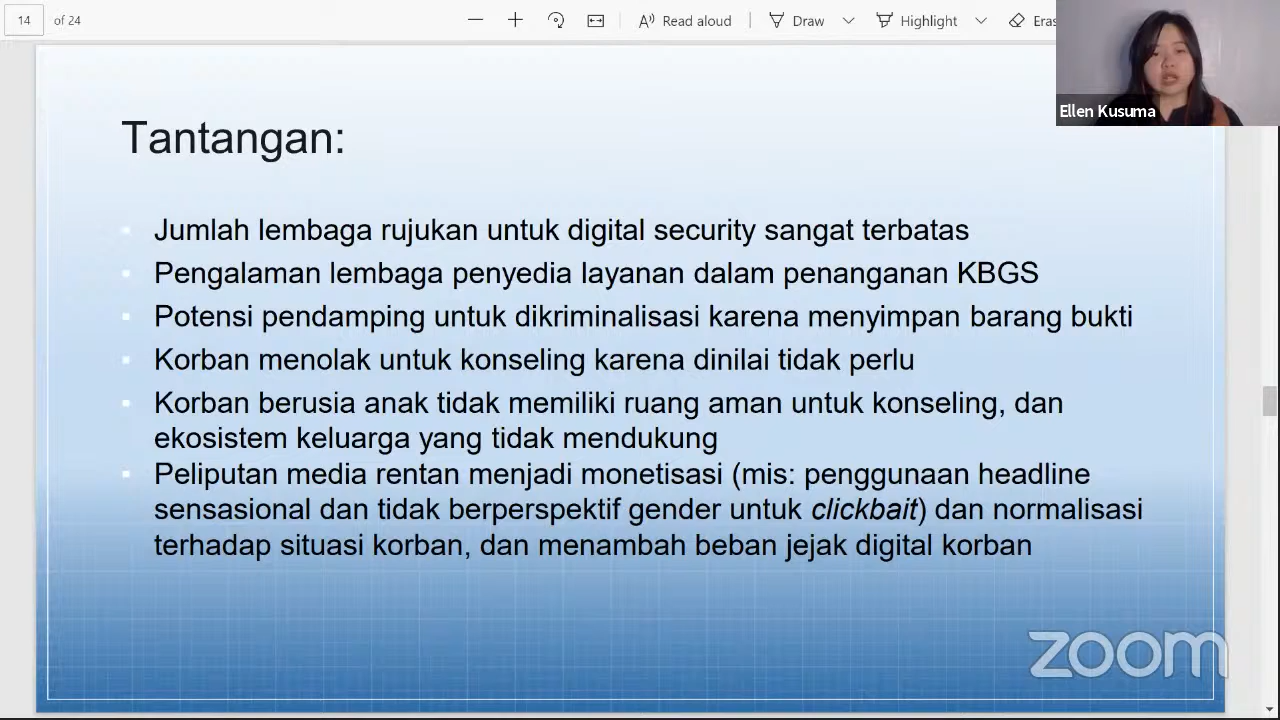 14 of 24
Read aloud
Draw
Highlight
Eras
Ellen Kusuma
Tantangan:
Jumlah lembaga rujukan untuk digital security sangat terbatas
Pengalaman lembaga penyedia layanan dalam penanganan KBGS
Potensi pendamping untuk dikriminalisasi karena menyimpan barang bukti
Korban menolak untuk konseling karena dinilai tidak perlu
Korban berusia anak tidak memiliki ruang aman untuk konseling, dan
ekosistem keluarga yang tidak mendukung
Peliputan media rentan menjadi monetisasi (mis: penggunaan headline
sensasional dan tidak berperspektif gender untuk clickbait) dan normalisasi
terhadap situasi korban, dan menambah beban jejak digital korban
zoom